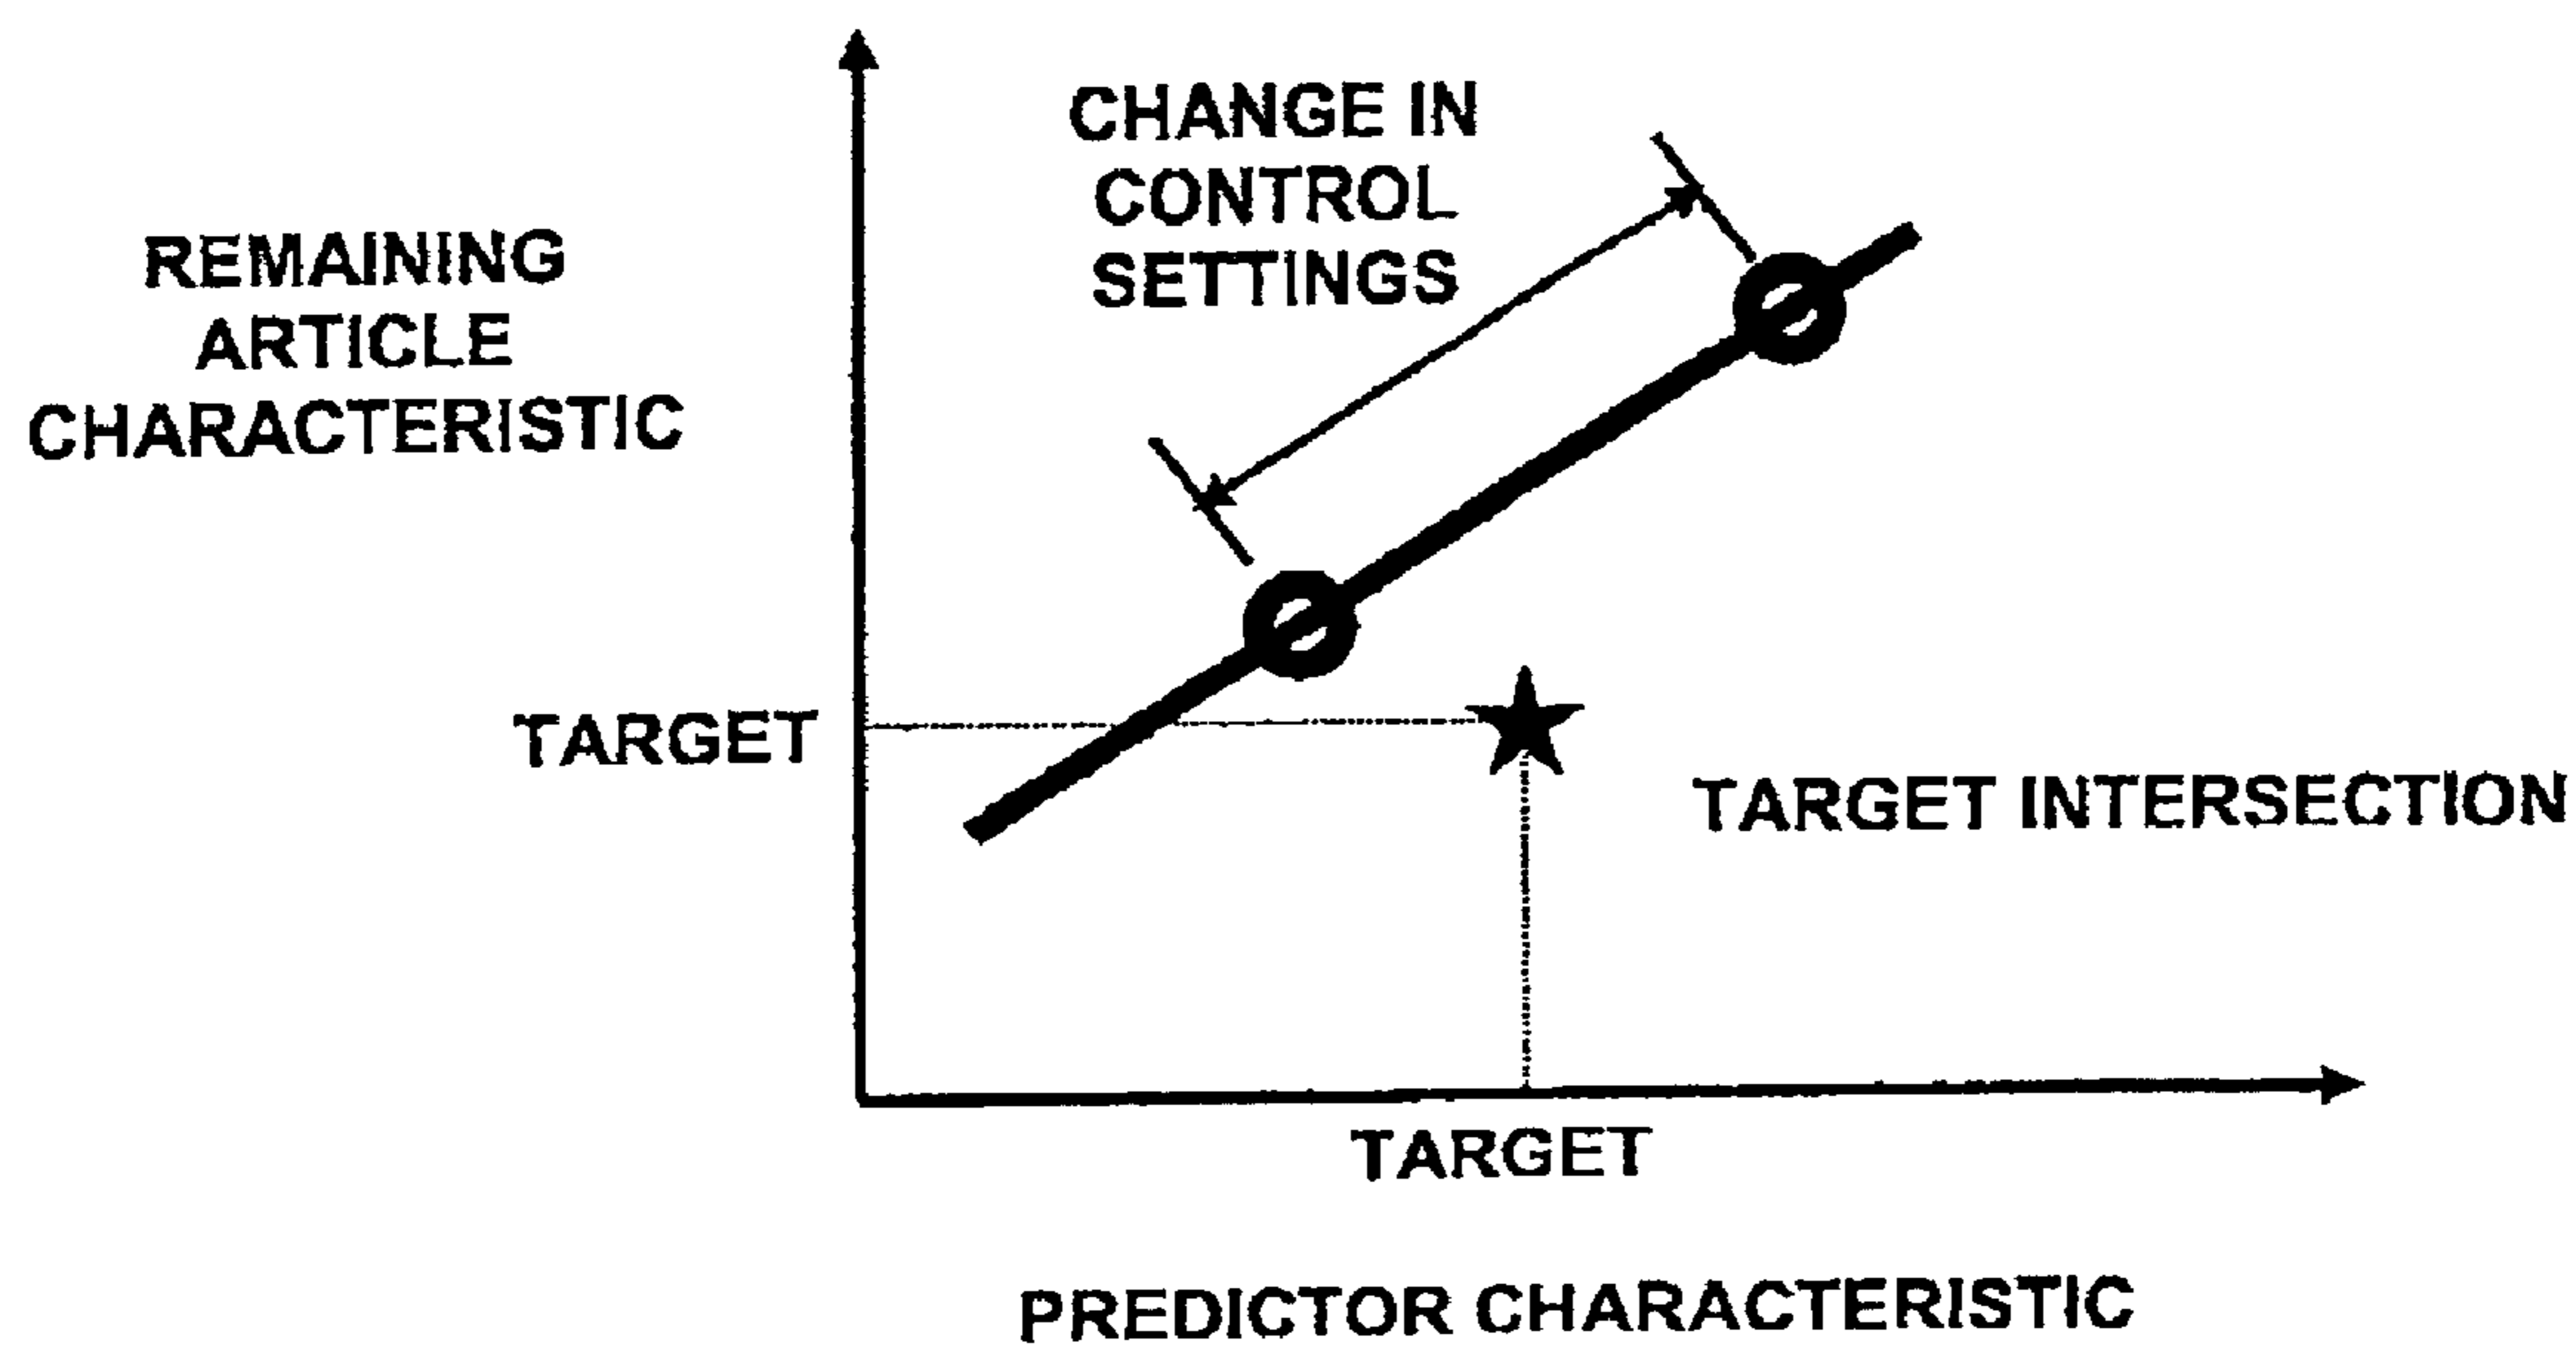 CHANGE IN
CONTROL
SETTINGS
REMAINING
ARTICLE
CHARACTERISTIC
TARGET
TARGET INTERSECTION
TARGET
PREDICTOR CHARACTERISTIC